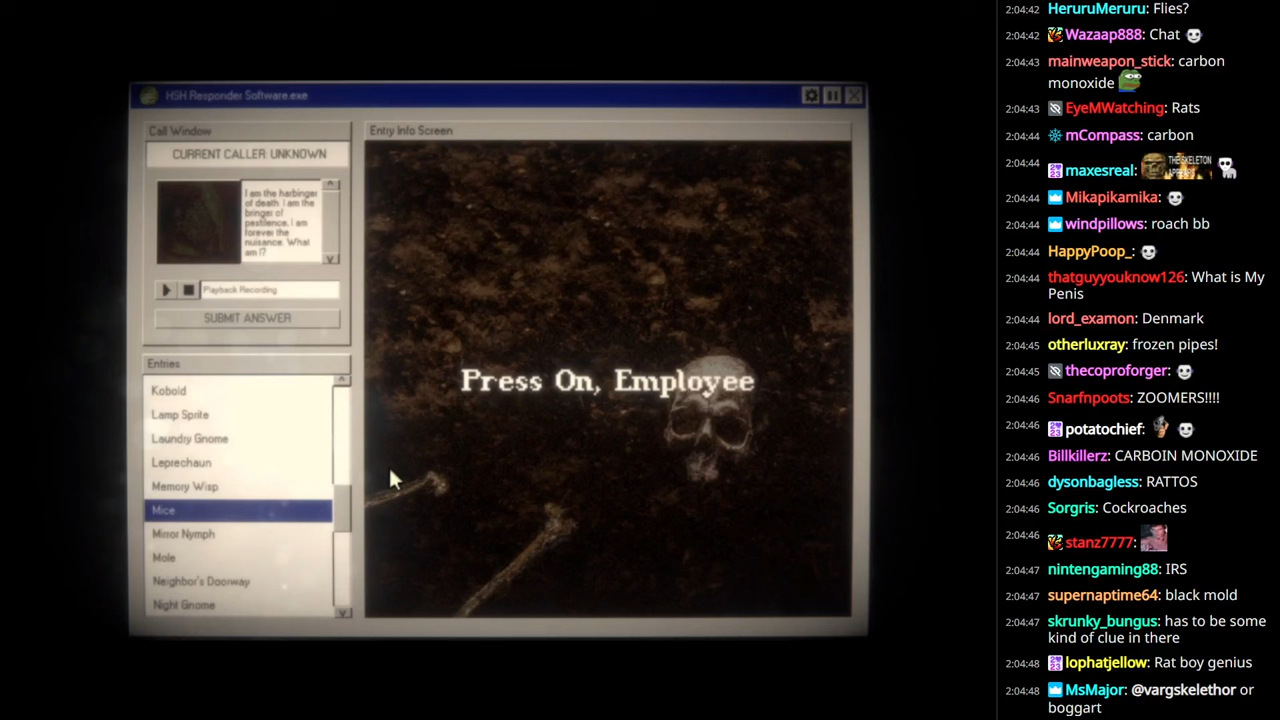 HSH Responder Software.exe
Call Window
CURRENT CALLER: UNKNOWN
I am the harbinger
of death. I am the
bringer of
pestilence. I am
forever the
nuisance. What
am I?
Playback Recording
SUBMIT ANSWER
Entries
Kobold
Lamp Sprite
Laundry Gnome
Leprechaun
Memory Wisp
Mice
Mirror Nymph
Mole
Neighbor's Doorway
Night Gnome
Entry Info Screen
Press On, Employee
2:04:42 HeruruMeruru: Flies?
2:04:42 Wazaap888: Chat
2:04:43 mainweapon_stick: carbon
monoxide
2:04:43 EyeMWatching: Rats
2:04:44 mCompass: carbon
2:04:44 maxesreal: THE SKELETON
APPEARS
2:04:44 Mikapikamika:
2:04:44 windpillows: roach bb
2:04:44 HappyPoop_:
2:04:44 thatguyyouknow126: What is My
Penis
2:04:44 lord_examon: Denmark
2:04:45 otherluxray: frozen pipes!
2:04:45 thecoproforger:
2:04:46 Snarfnpoots: ZOOMERS!!!!
2:04:46 potatochief:
2:04:46 Billkillerz: CARBOIN MONOXIDE
2:04:46 dysonbagless: RATTOS
2:04:46 Sorgris: Cockroaches
2:04:46 stanz7777:
2:04:47 nintengaming88: IRS
2:04:47 supernaptime64: black mold
2:04:47 skrunky_bungus: has to be some
kind of clue in there
2:04:48 lophatjellow: Rat boy genius
2:04:48 MsMajor: @vargskelethor or
boggart